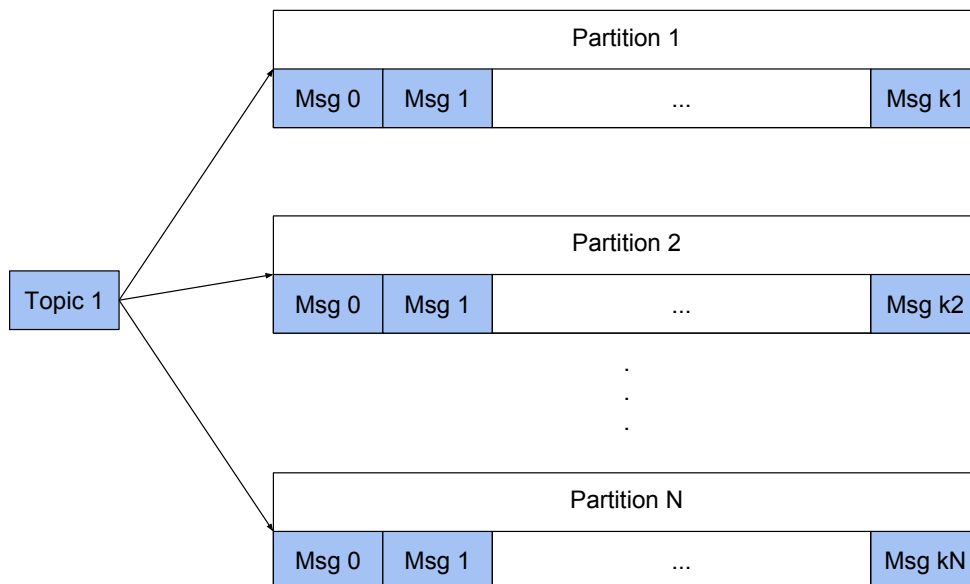 Partition 1
Msg 0 Msg 1 ... Msg k1
Partition 2
Topic 1
Msg 0 Msg 1 ... Msg k2
.
.
.
Partition N
Msg 0 Msg 1 ... Msg kN